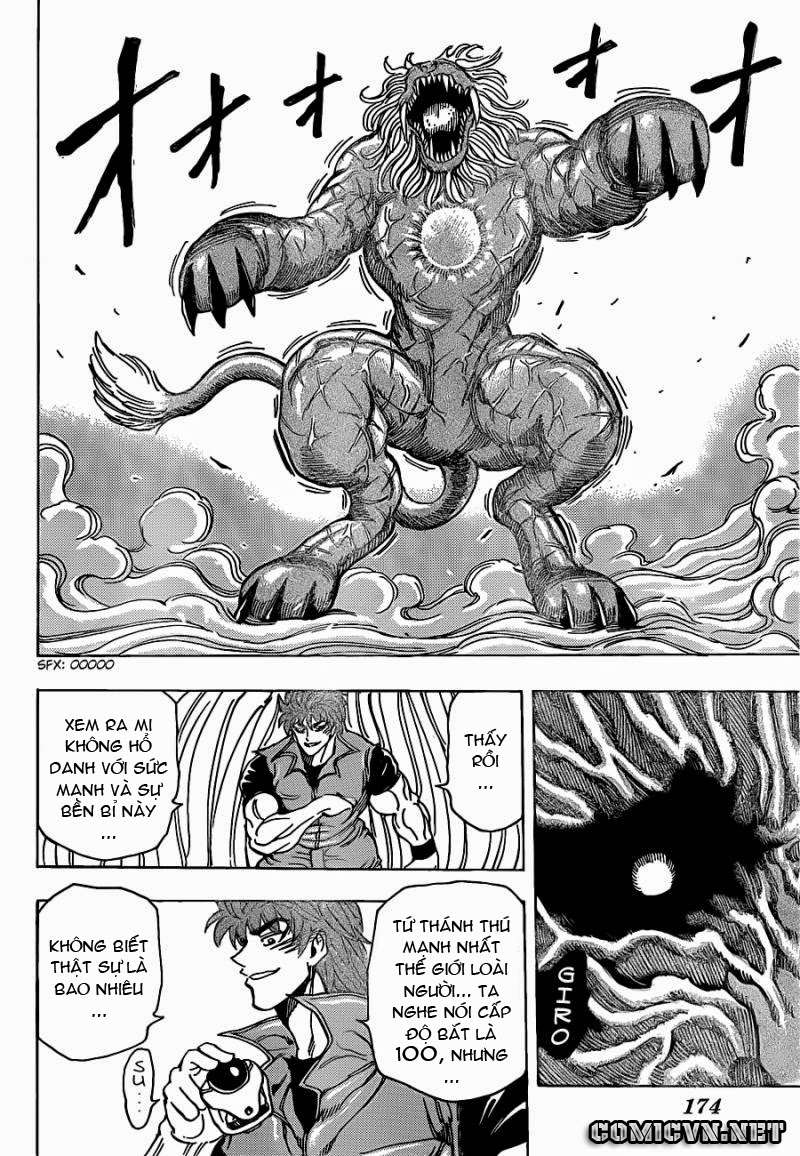 オオオオオ
SFX: OOOOO
GIRO
THẤY
RỒI
...
XEM RA MI
KHÔNG HỔ
DANH VỚI SỨC
MẠNH VÀ SỰ
BỀN BỈ NÀY
...
TỨ THÁNH THÚ
MẠNH NHẤT
THẾ GIỚI LOÀI
NGƯỜI... TA
NGHE NÓI CẤP
ĐỘ BẮT LÀ
100, NHƯNG
...
KHÔNG BIẾT
THẬT SỰ LÀ
BAO NHIÊU
...
SU...
174
COMICVN.NET